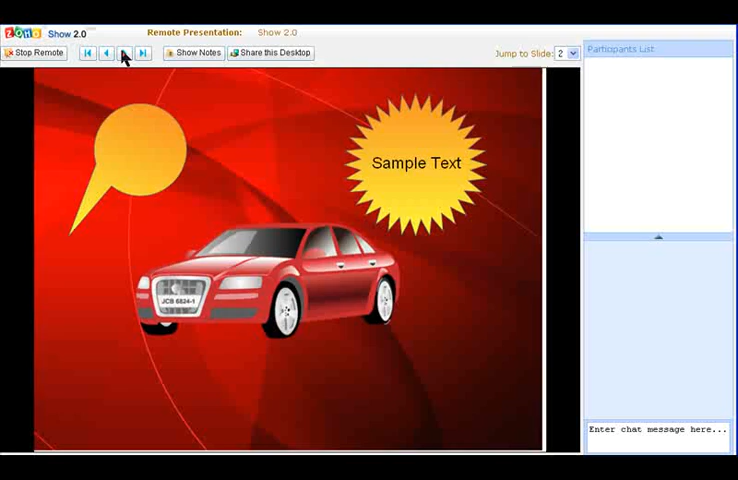 ZOHO Show 2.0 Remote Presentation: Show 2.0
Stop Remote Show Notes Share this Desktop Jump to Slide: 2
Participants List
Sample Text
JCB 6824-1
Enter chat message here...